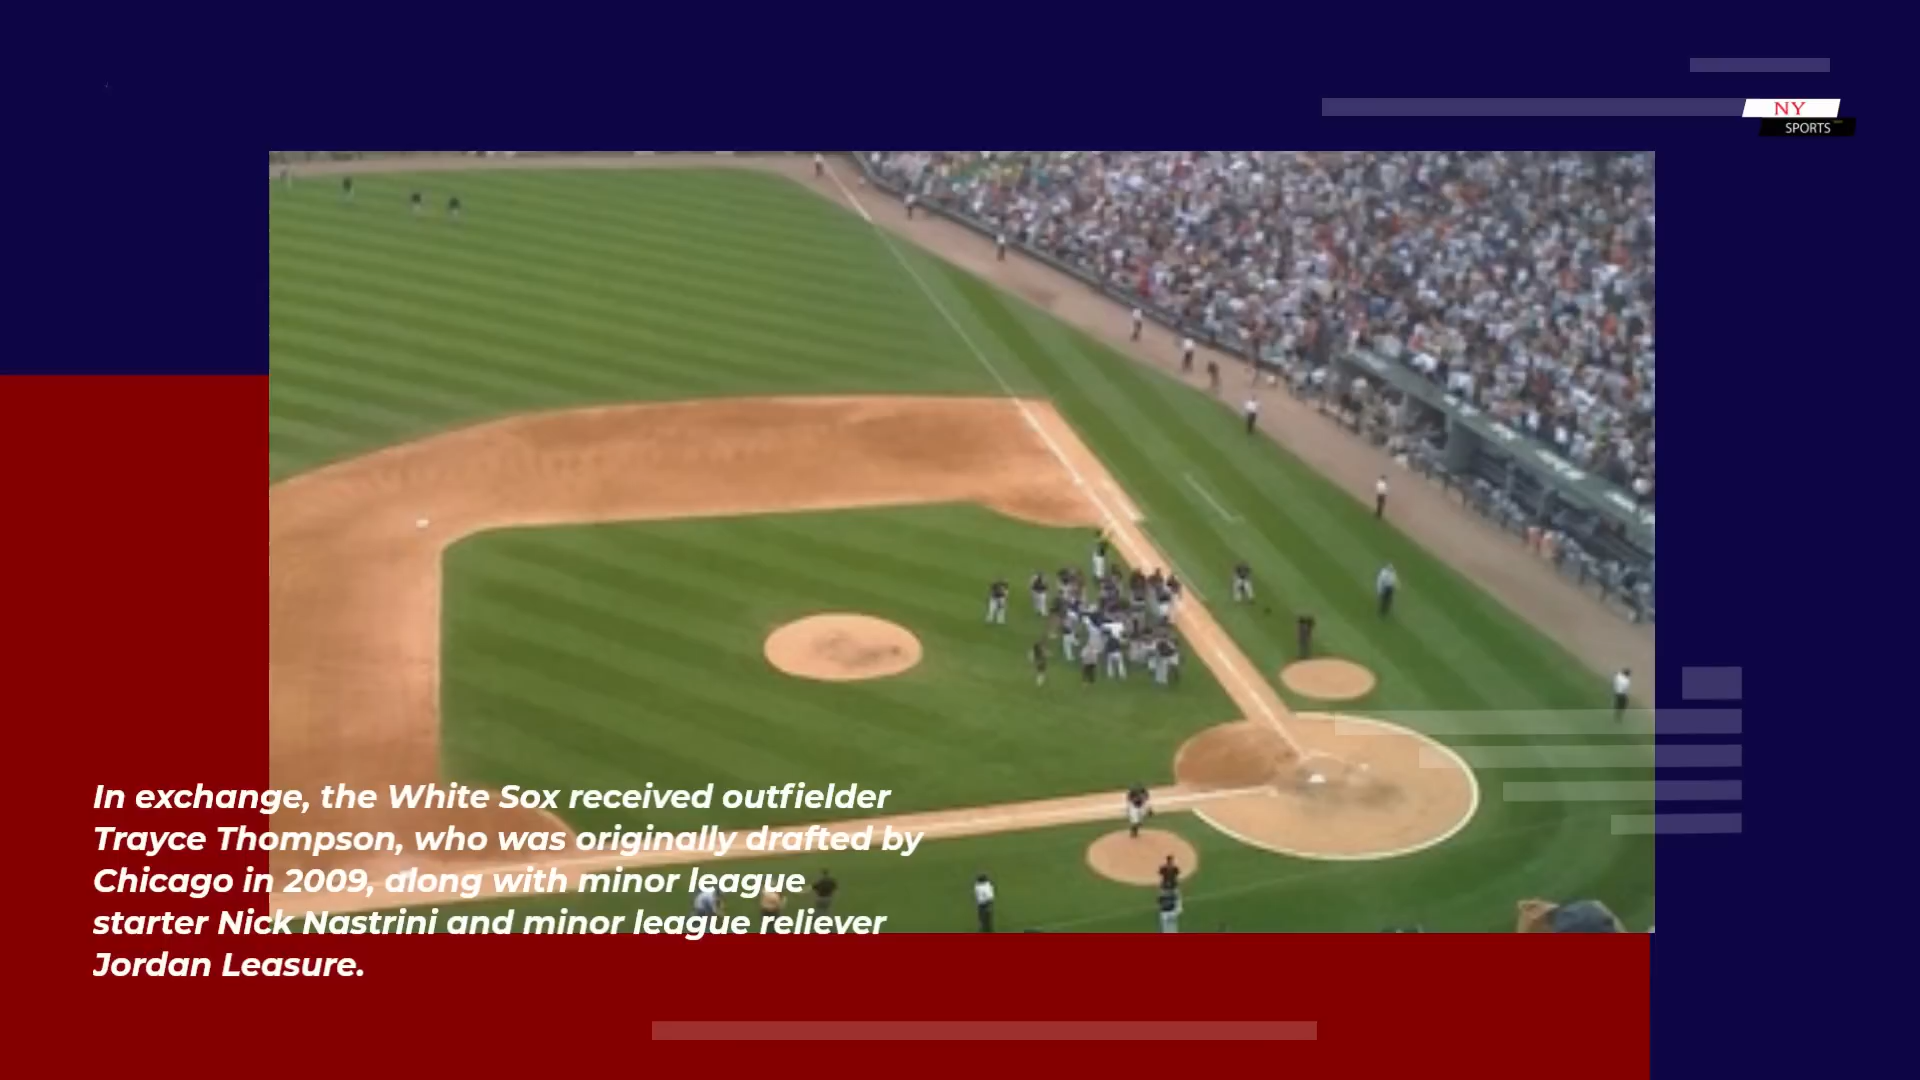 NY
SPORTS
In exchange, the White Sox received outfielder
Trayce Thompson, who was originally drafted by
Chicago in 2009, along with minor league
starter Nick Nastrini and minor league reliever
Jordan Leasure.